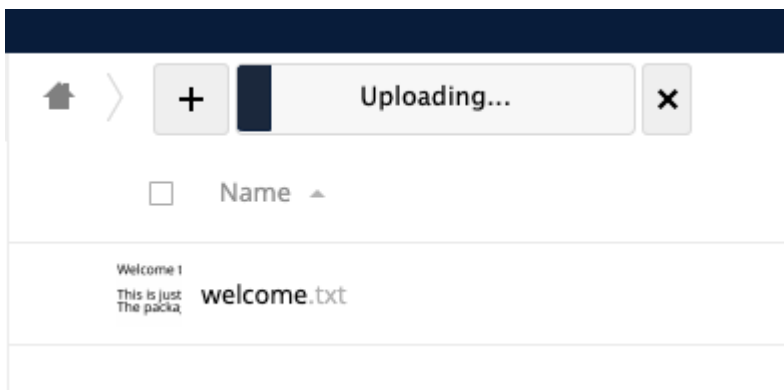 + Uploading... ×
Name
Welcome t
This is just
The packa
welcome.txt